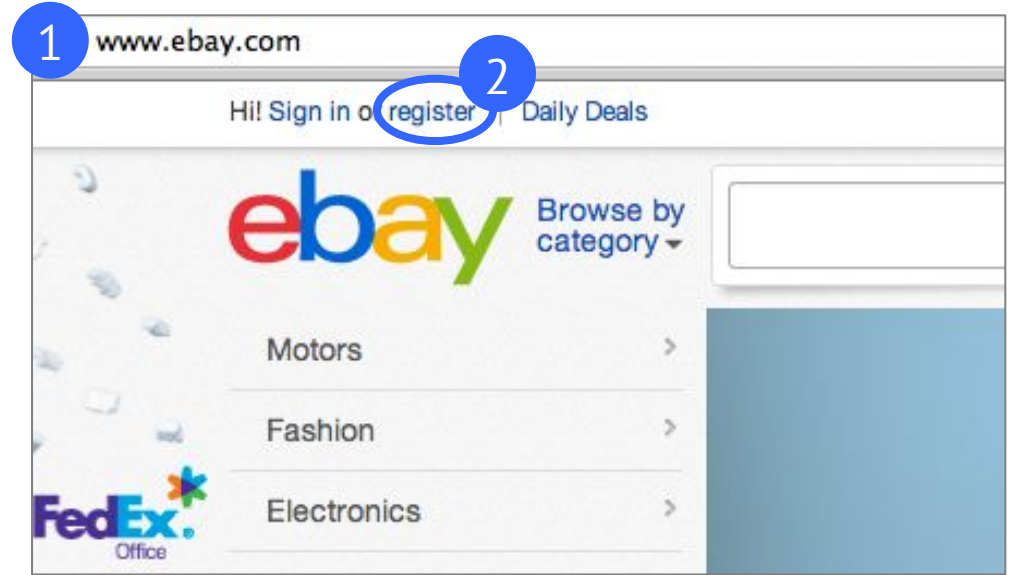 1 www.ebay.com
2
Hi! Sign in or register | Daily Deals
ebay
Browse by
category
Motors
Fashion
Electronics
FedEx.
Office